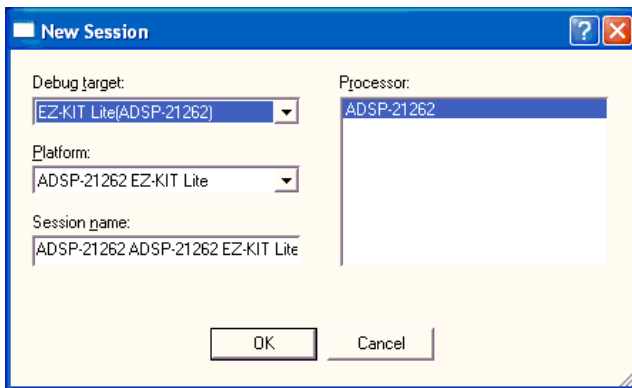 New Session
Debug target:
EZ-KIT Lite(ADSP-21262)
Platform:
ADSP-21262 EZ-KIT Lite
Session name:
ADSP-21262 ADSP-21262 EZ-KIT Lite
Processor:
ADSP-21262
OK
Cancel